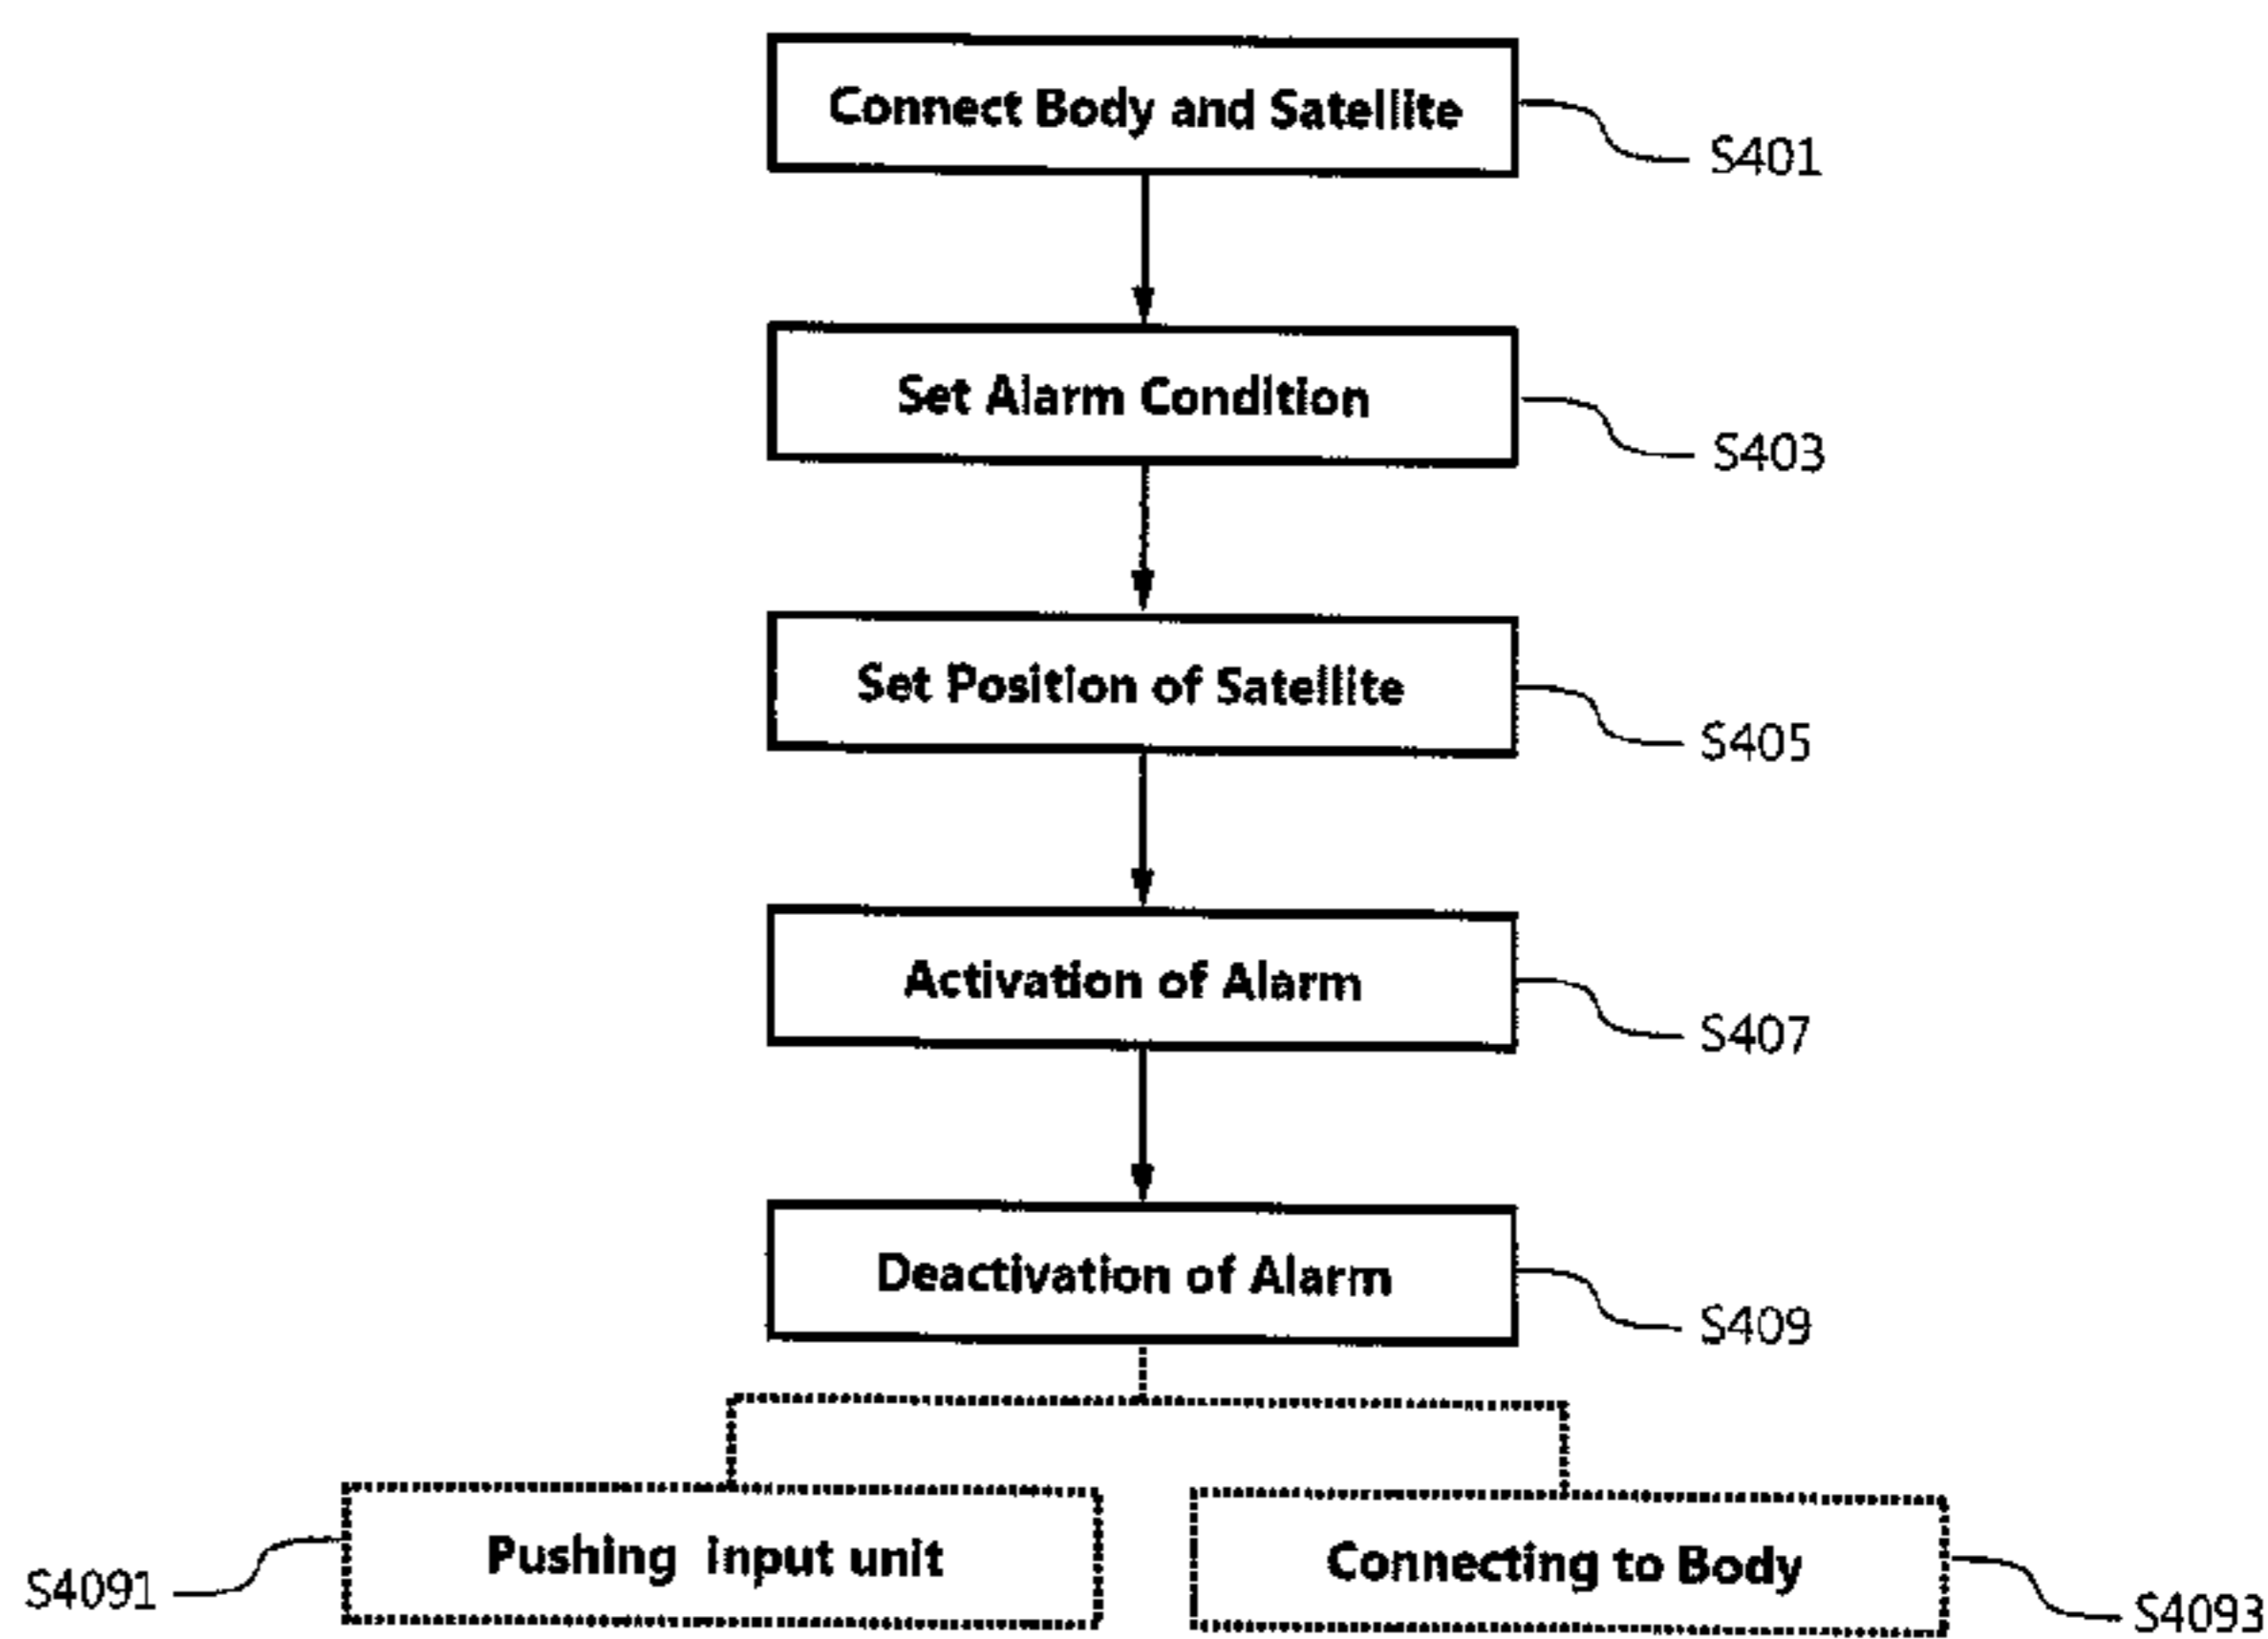 Connect Body and Satellite
S401
Set Alarm Condition
S403
Set Position of Satellite
S405
Activation of Alarm
S407
Deactivation of Alarm
S409
Pushing input unit
S4091
Connecting to Body
S4093